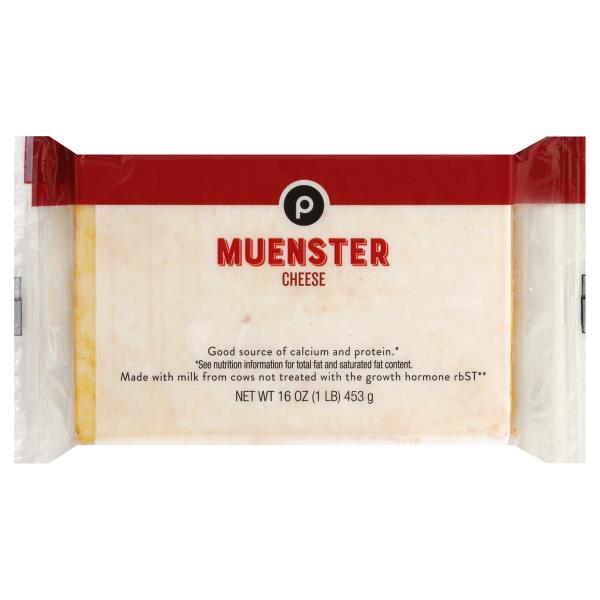 P
MUENSTER
CHEESE
Good source of calcium and protein.*
*See nutrition information for total fat and saturated fat content.
Made with milk from cows not treated with the growth hormone rbST**
NET WT 16 OZ (1 LB) 453 g